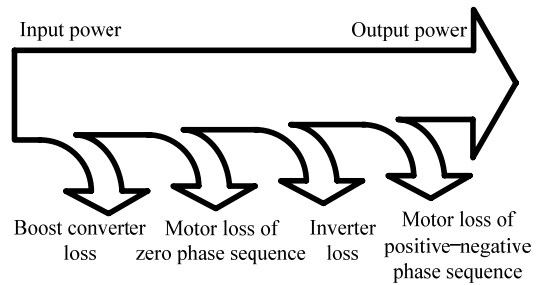 Input power
Output power
Boost converter
loss
Motor loss of
zero phase sequence
Inverter
loss
Motor loss of
positive−negative
phase sequence